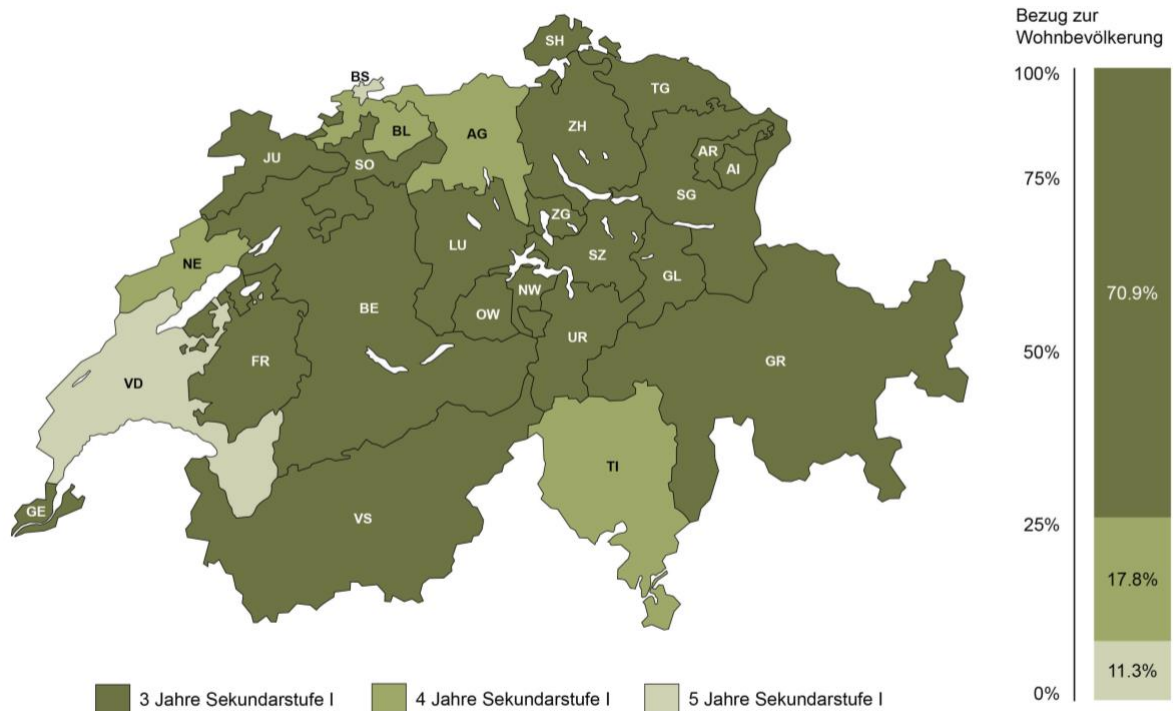 Bezug zur
Wohnbevölkerung
100%
75%
50%
25%
0%
70.9%
17.8%
11.3%
SH
BS
TG
BL
AG
ZH
JU
SO
AR
AI
SG
ZG
LU
SZ
NE
GL
NW
OW
BE
UR
FR
GR
VD
TI
GE
VS
3 Jahre Sekundarstufe I
4 Jahre Sekundarstufe I
5 Jahre Sekundarstufe I